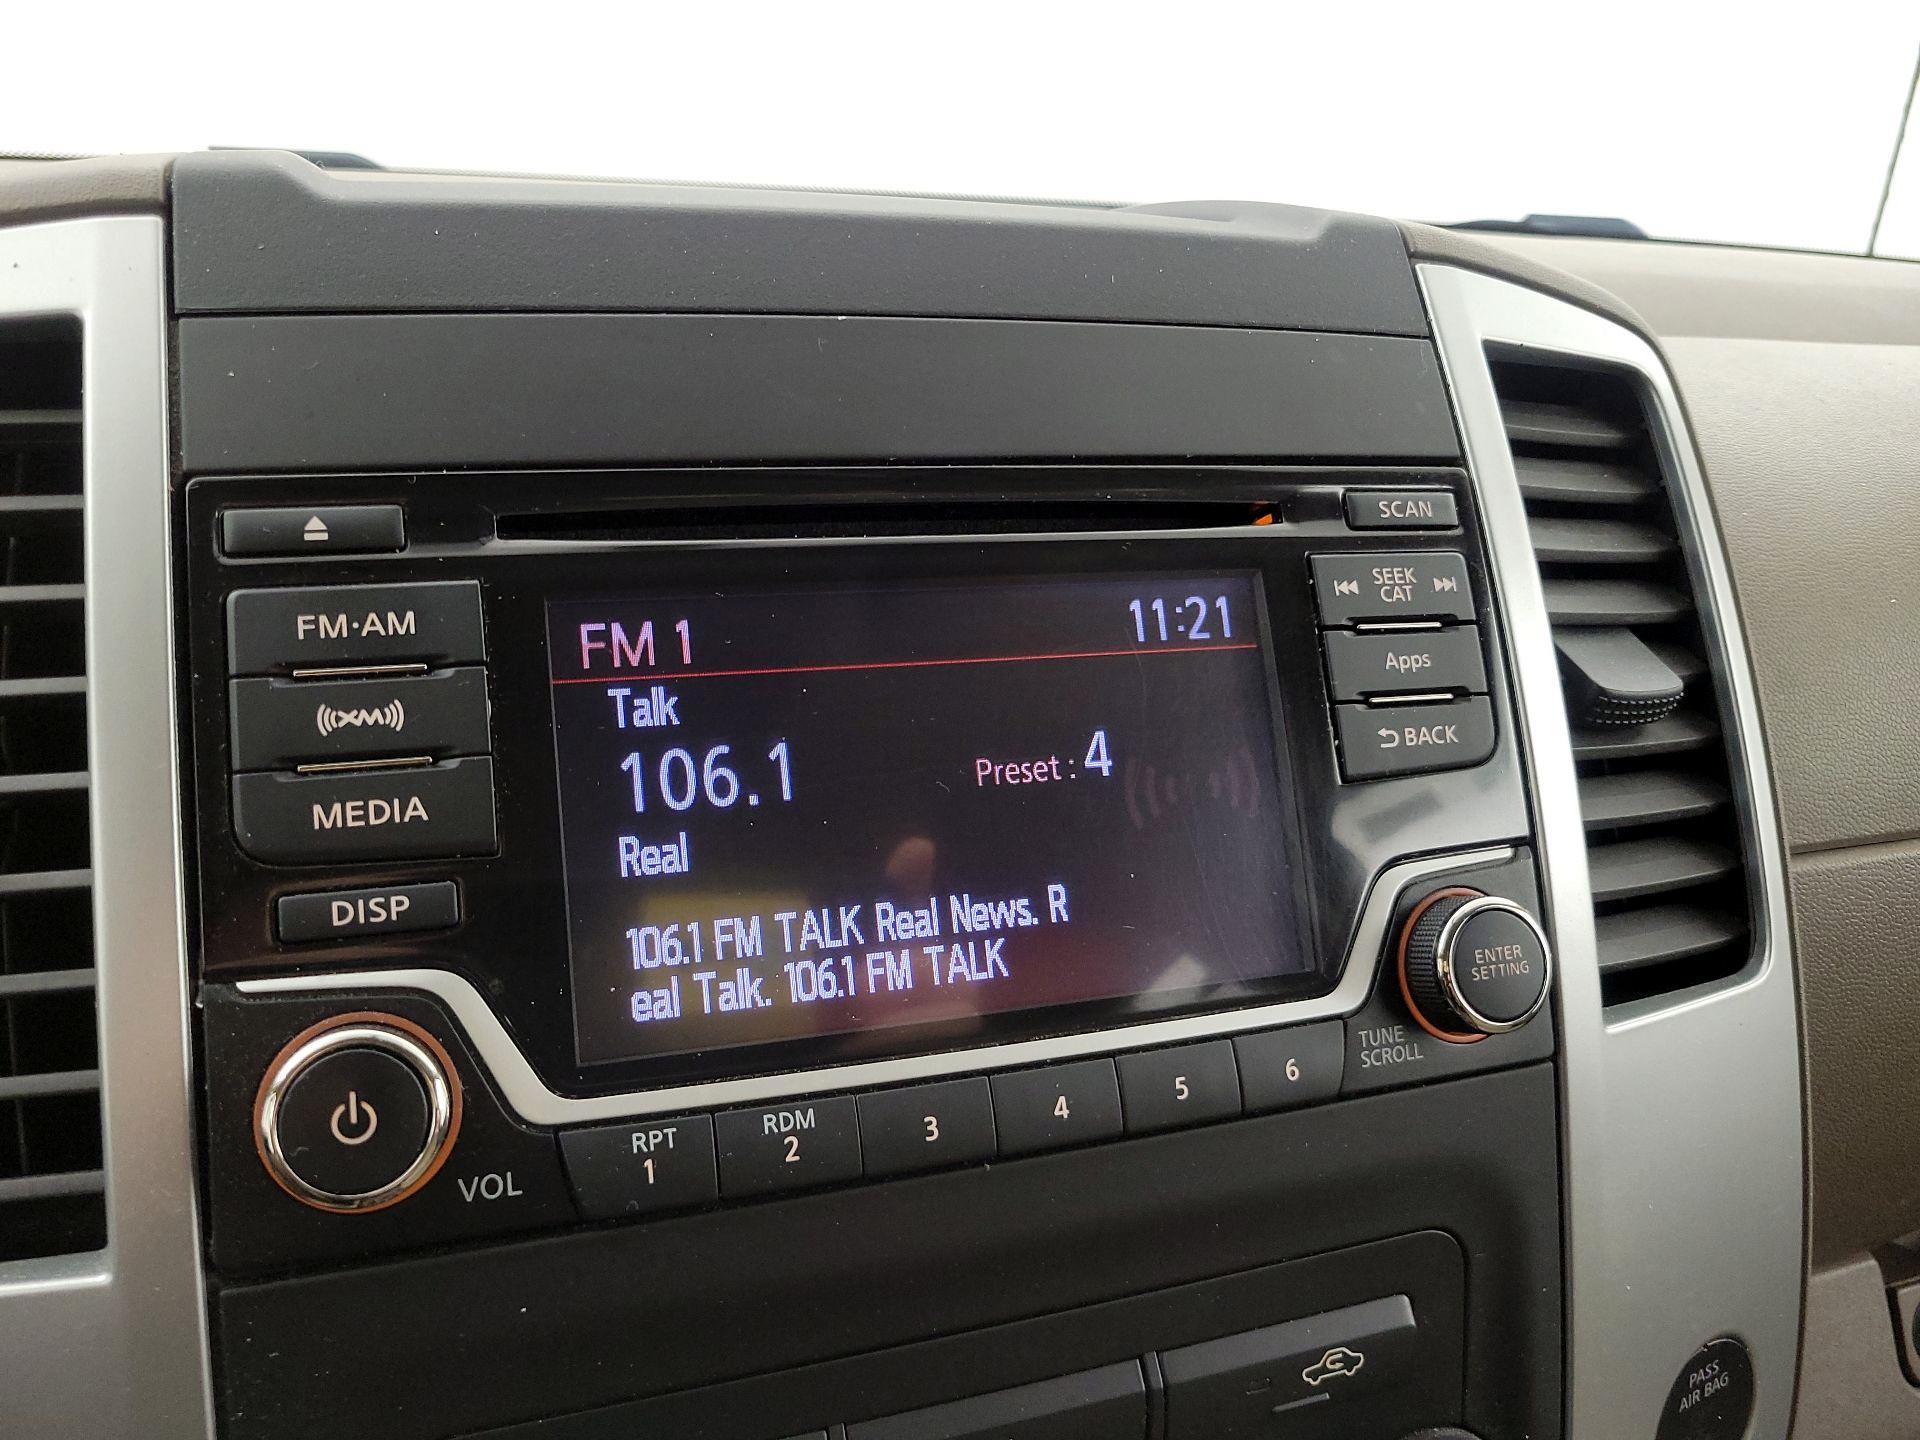 SCAN
SEEK
CAT
FM·AM
FM 1
11:21
Apps
Talk
XM
106.1
Preset : 4
BACK
MEDIA
Real
DISP
106.1 FM TALK Real News. R
eal Talk. 106.1 FM TALK
ENTER
SETTING
TUNE
SCROLL
VOL
RPT
1
RDM
2
3
4
5
6
PASS
AIR BAG